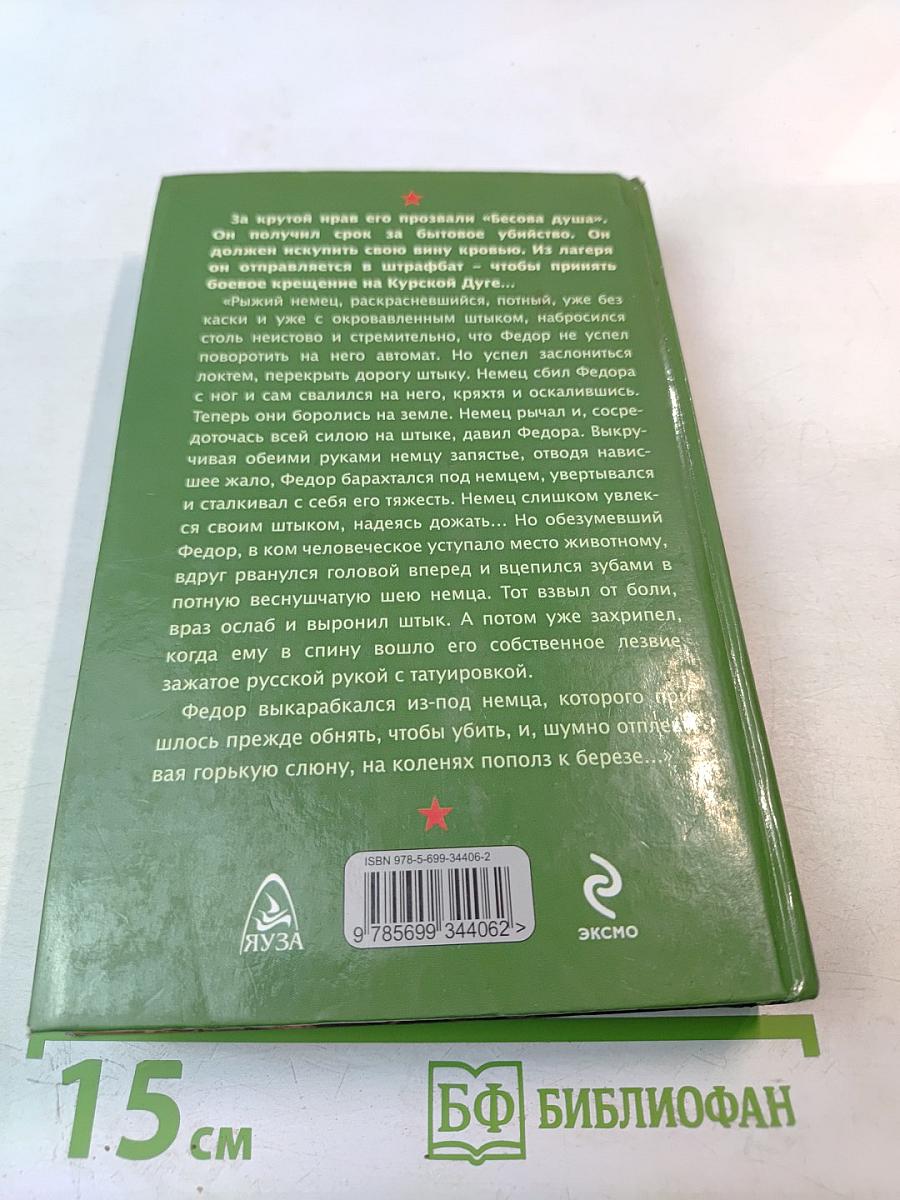 За крутой нрав его прозвали «Бесова душа».
Он получил срок за бытовое убийство. Он
должен искупить свою вину кровью. Из лагеря
он отправляется в штрафбат – чтобы принять
боевое крещение на Курской Дуге...
«Рыжий немец, раскрасневшийся, потный, уже без
каски и уже с окровавленным штыком, набросился
столь неистово и стремительно, что Федор не успел
поворотить на него автомат. Но успел заслониться
локтем, перекрыть дорогу штыку. Немец сбил Федора
с ног и сам свалился на него, кряхтя и оскалившись.
Теперь они боролись на земле. Немец рычал и, сосре-
доточась всей силою на штыке, давил Федора. Выкру-
чивая обеими руками немцу запястье, отводя навис-
шее жало, Федор барахтался под немцем, увертывался
и сталкивал с себя его тяжесть. Немец слишком увлек-
ся своим штыком, надеясь дожать... Но обезумевший
Федор, в ком человеческое уступало место животному,
вдруг рванулся головой вперед и вцепился зубами в
потную веснушчатую шею немца. Тот взвыл от боли,
враз ослаб и выронил штык. А потом уже захрипел,
когда ему в спину вошло его собственное лезвие
зажатое русской рукой с татуировкой.
Федор выкарабкался из-под немца, которого при
шлось прежде обнять, чтобы убить, и, шумно отплев
вая горькую слюну, на коленях пополз к березе...»
ISBN 978-5-699-34406-2
9 785699 344062 >
ЯУЗА
ЭКСМО
15 см
БФ БИБЛИОФАН